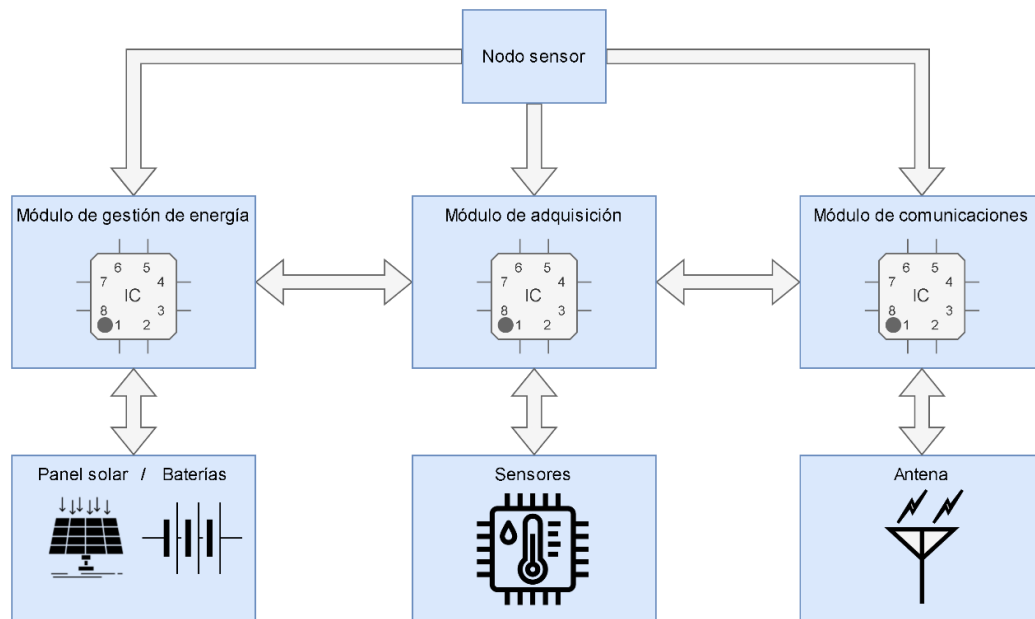 Nodo sensor
Módulo de gestión de energía
6 5
7 4
IC
8 3
1 2
Módulo de adquisición
6 5
7 4
IC
8 3
1 2
Módulo de comunicaciones
6 5
7 4
IC
8 3
1 2
Panel solar / Baterías
Sensores
Antena